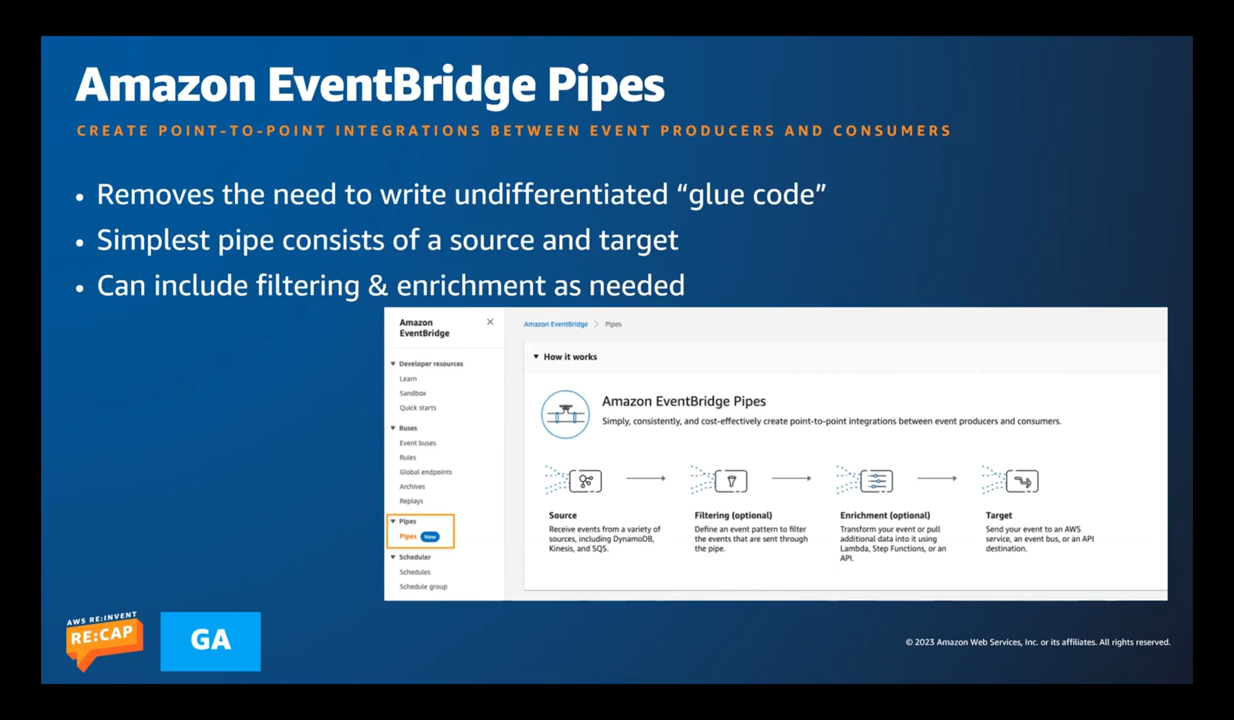 Amazon EventBridge Pipes
CREATE POINT-TO-POINT INTEGRATIONS BETWEEN EVENT PRODUCERS AND CONSUMERS
• Removes the need to write undifferentiated “glue code”
• Simplest pipe consists of a source and target
• Can include filtering & enrichment as needed
Amazon
EventBridge
Developer resources
Learn
Sandbox
Quick starts
Buses
Event buses
Rules
Global endpoints
Archives
Replays
Pipes
Pipes New
Scheduler
Schedules
Schedule group
Amazon EventBridge > Pipes
How it works
Amazon EventBridge Pipes
Simply, consistently, and cost-effectively create point-to-point integrations between event producers and consumers.
Source
Receive events from a variety of
sources, including DynamoDB,
Kinesis, and SQS.
Filtering (optional)
Define an event pattern to filter
the events that are sent through
the pipe.
Enrichment (optional)
Transform your event or pull
additional data into it using
Lambda, Step Functions, or an
API.
Target
Send your event to an AWS
service, an event bus, or an API
destination.
AWS RE:INVENT
RE:CAP
GA
© 2023 Amazon Web Services, Inc. or its affiliates. All rights reserved.